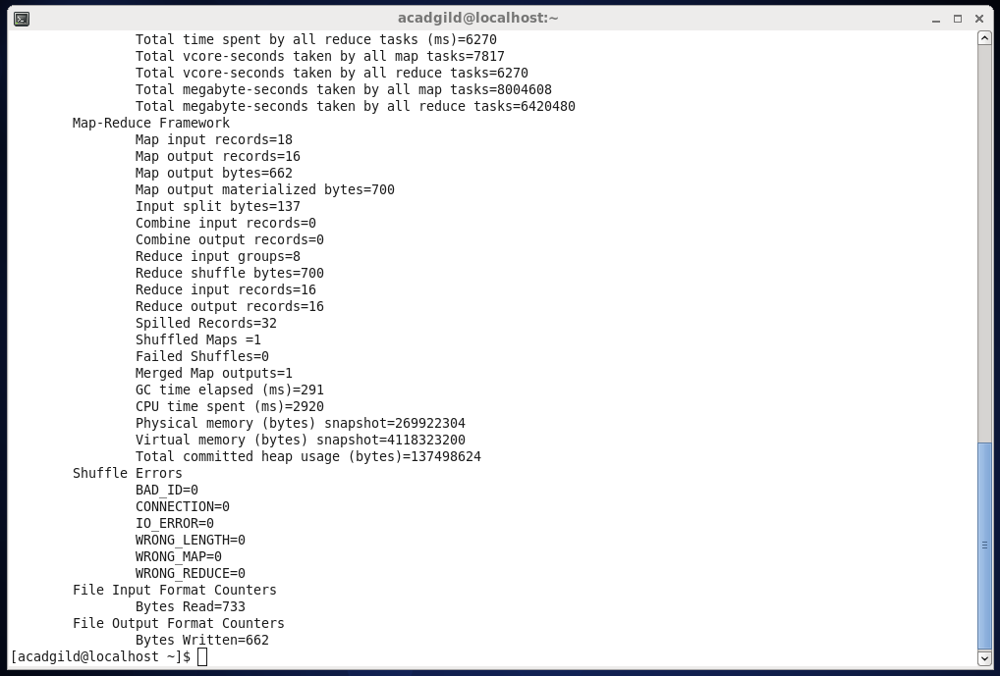 acadgild@localhost:~
Total time spent by all reduce tasks (ms)=6270
Total vcore-seconds taken by all map tasks=7817
Total vcore-seconds taken by all reduce tasks=6270
Total megabyte-seconds taken by all map tasks=8004608
Total megabyte-seconds taken by all reduce tasks=6420480
Map-Reduce Framework
Map input records=18
Map output records=16
Map output bytes=662
Map output materialized bytes=700
Input split bytes=137
Combine input records=0
Combine output records=0
Reduce input groups=8
Reduce shuffle bytes=700
Reduce input records=16
Reduce output records=16
Spilled Records=32
Shuffled Maps =1
Failed Shuffles=0
Merged Map outputs=1
GC time elapsed (ms)=291
CPU time spent (ms)=2920
Physical memory (bytes) snapshot=269922304
Virtual memory (bytes) snapshot=4118323200
Total committed heap usage (bytes)=137498624
Shuffle Errors
BAD_ID=0
CONNECTION=0
IO_ERROR=0
WRONG_LENGTH=0
WRONG_MAP=0
WRONG_REDUCE=0
File Input Format Counters
Bytes Read=733
File Output Format Counters
Bytes Written=662
[acadgild@localhost ~]$